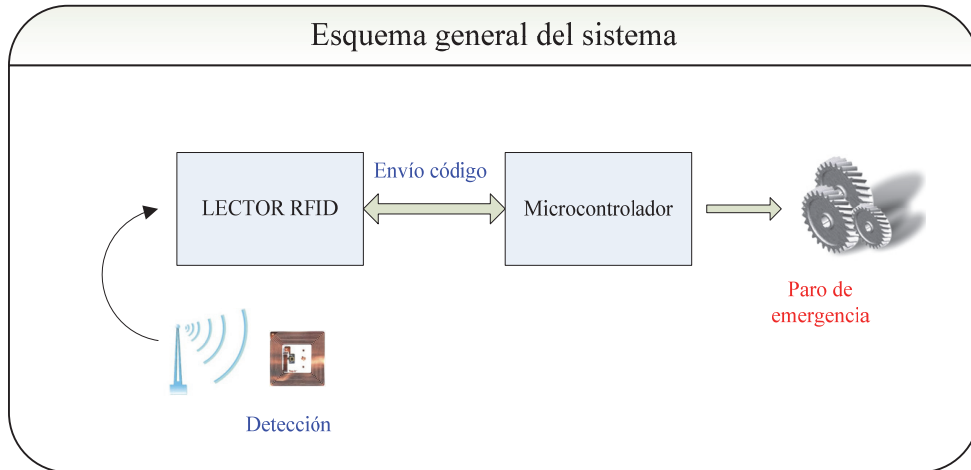 Esquema general del sistema
Envío código
LECTOR RFID
Microcontrolador
Paro de
emergencia
Detección